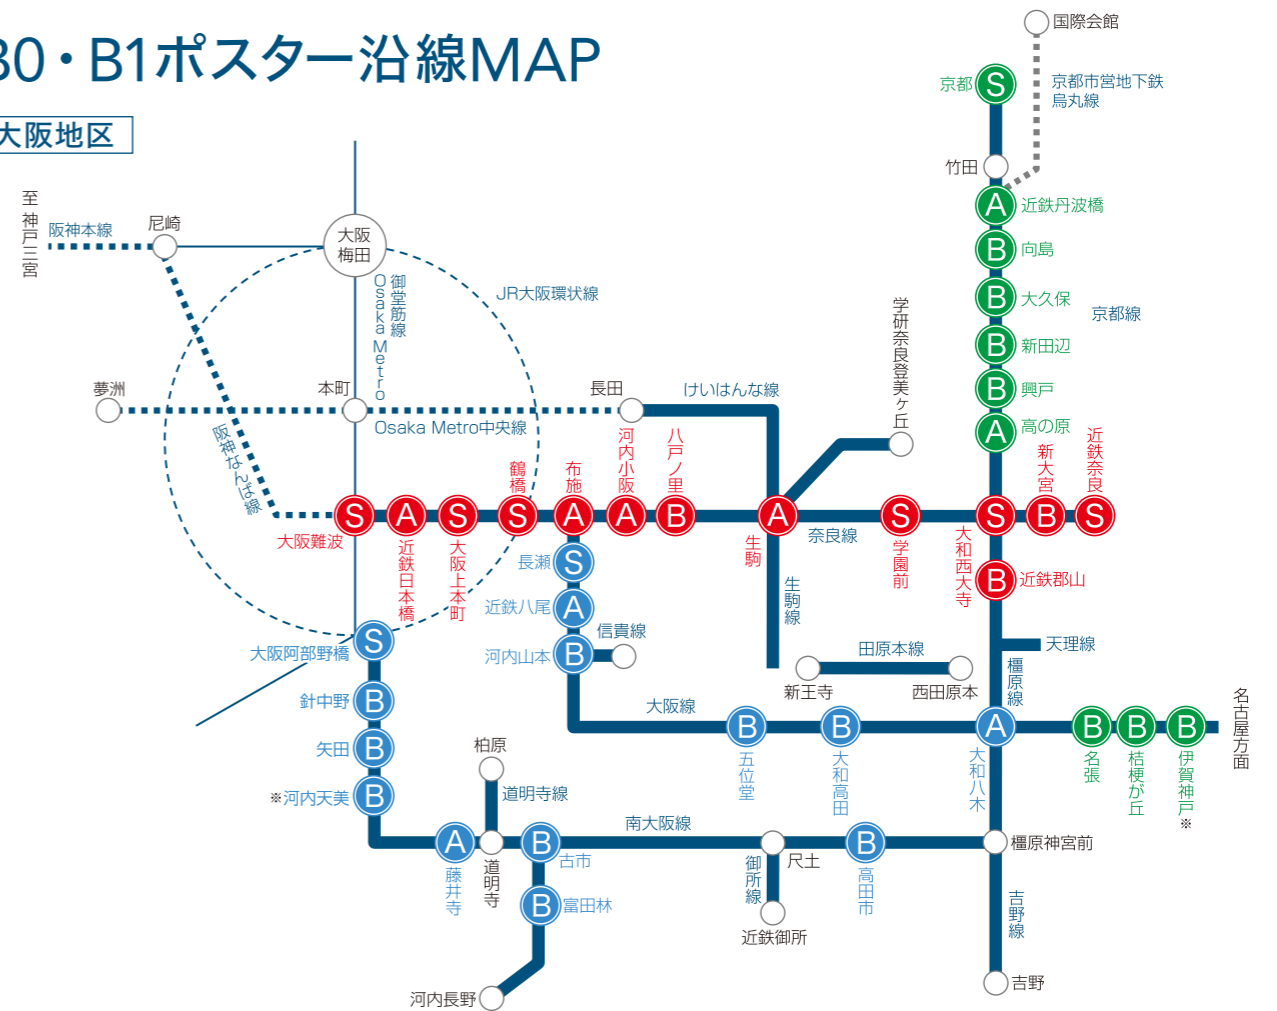 B0・B1ポスター沿線MAP
大阪地区
国際会館
京都
S
京都市営地下鉄
烏丸線
竹田
A
近鉄丹波橋
B
向島
B
大久保
京都線
B
新田辺
B
興戸
A
高の原
至 神戸三宮
阪神本線
尼崎
大阪
梅田
御堂筋線
Osaka Metro
JR大阪環状線
夢洲
本町
長田
けいはんな線
Osaka Metro中央線
学研奈良登美ヶ丘
阪神なんば線
S
大阪難波
A
近鉄日本橋
S
大阪上本町
S
鶴橋
A
布施
A
河内小阪
B
八戸ノ里
A
生駒
奈良線
S
学園前
S
大和西大寺
B
新大宮
S
近鉄奈良
B
近鉄郡山
生駒線
S
長瀬
A
近鉄八尾
B
河内山本
信貴線
S
大阪阿部野橋
B
針中野
B
矢田
B
※河内天美
田原本線
新王寺
西田原本
天理線
橿原線
大阪線
B
五位堂
B
大和高田
A
大和八木
B
名張
B
桔梗が丘
B
伊賀神戸
※
名古屋方面
柏原
道明寺線
A
藤井寺
道明寺
B
古市
南大阪線
尺土
B
高田市
橿原神宮前
御所線
B
富田林
近鉄御所
吉野線
河内長野
吉野